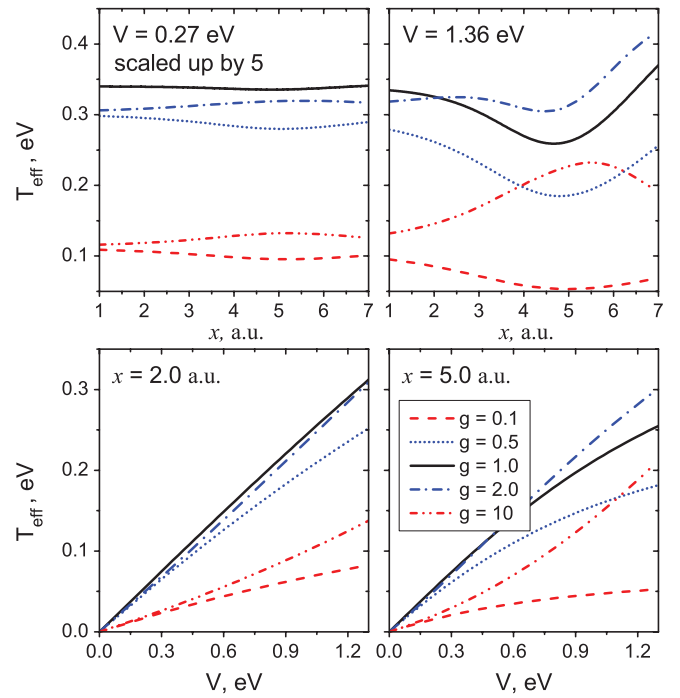 V = 0.27 eV
scaled up by 5
V = 1.36 eV
T_eff, eV
0.4
0.3
0.2
0.1
1 2 3 4 5 6 7
1 2 3 4 5 6 7
x, a.u.
x, a.u.
x = 2.0 a.u.
x = 5.0 a.u.
T_eff, eV
0.3
0.2
0.1
0.0
g = 0.1
g = 0.5
g = 1.0
g = 2.0
g = 10
0.0 0.3 0.6 0.9 1.2
0.0 0.3 0.6 0.9 1.2
V, eV
V, eV